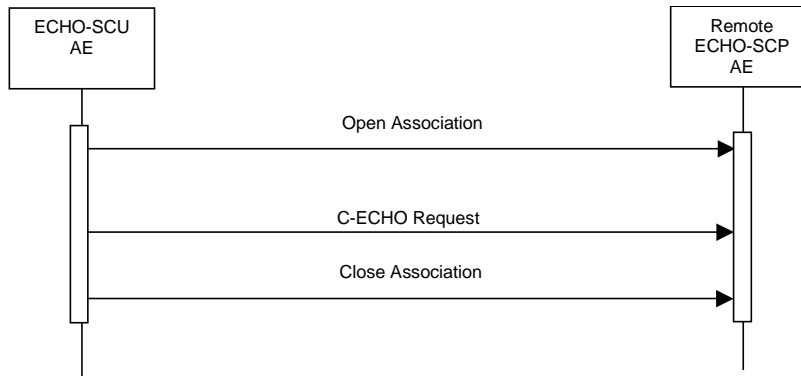 ECHO-SCU
AE
Remote
ECHO-SCP
AE
Open Association
C-ECHO Request
Close Association